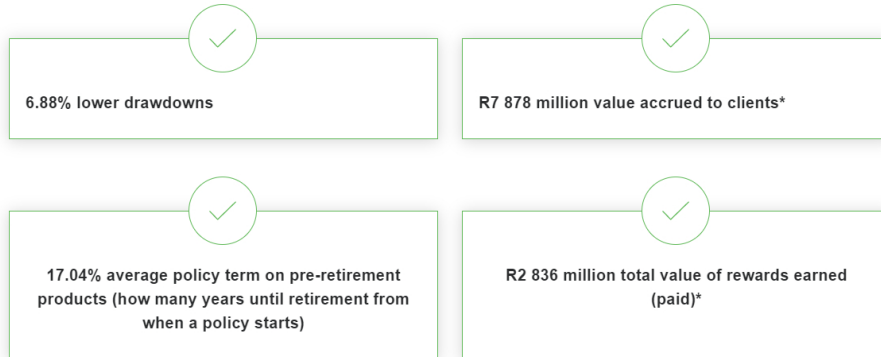 6.88% lower drawdowns
R7 878 million value accrued to clients*
17.04% average policy term on pre-retirement
products (how many years until retirement from
when a policy starts)
R2 836 million total value of rewards earned
(paid)*